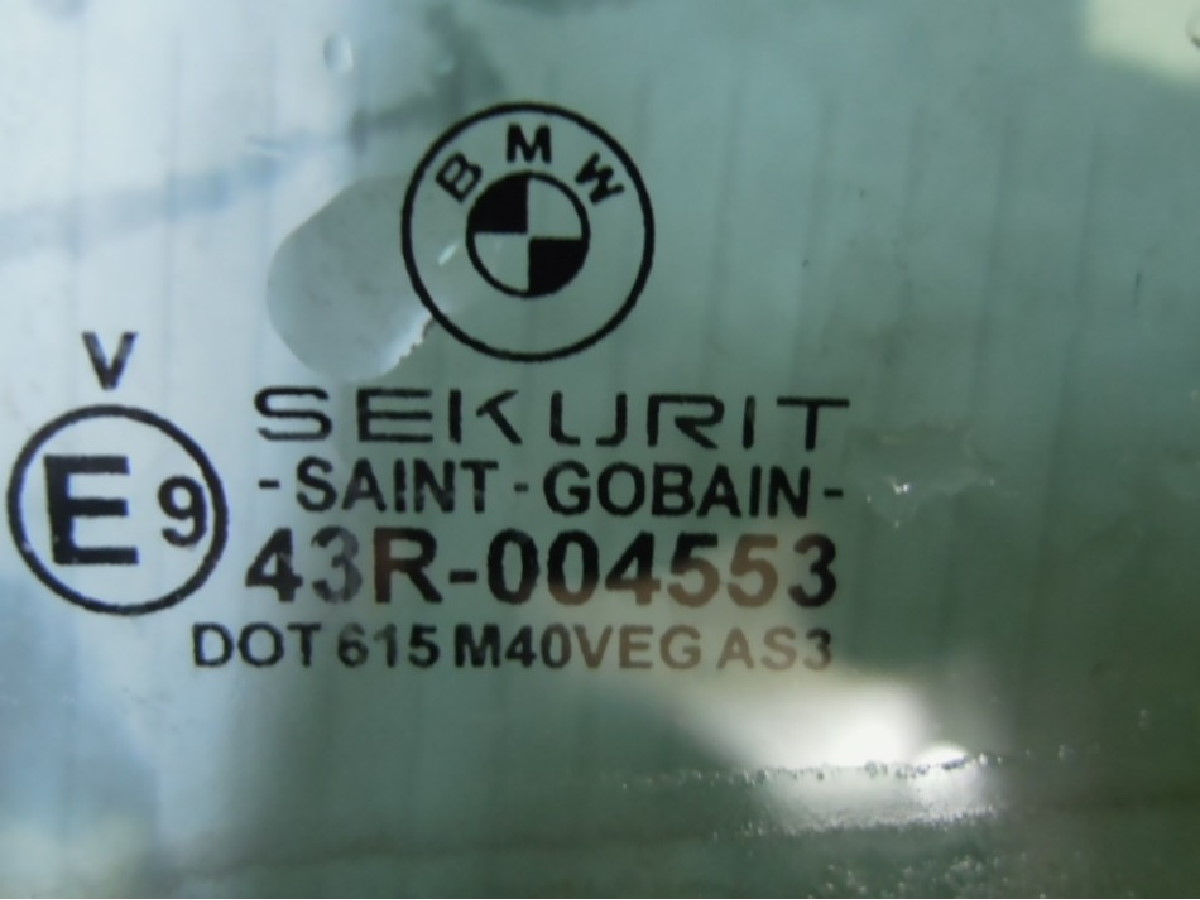 BMW
V
E9
SEKURIT
-SAINT-GOBAIN-
43R-004553
DOT 615 M40VEG AS3